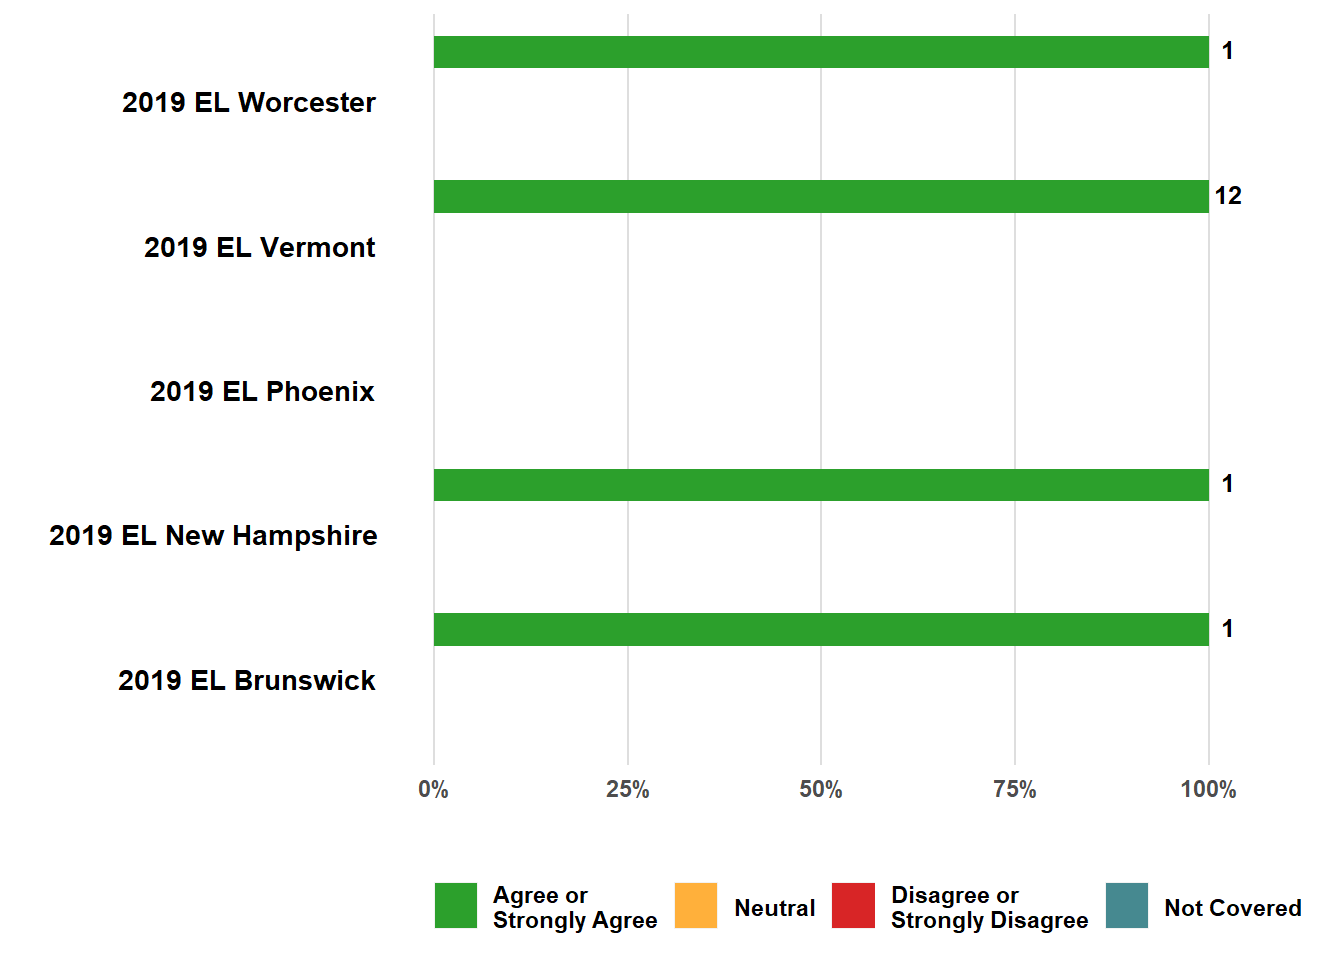 1
2019 EL Worcester
12
2019 EL Vermont
2019 EL Phoenix
1
2019 EL New Hampshire
1
2019 EL Brunswick
0% 25% 50% 75% 100%
Agree or
Strongly Agree
Neutral
Disagree or
Strongly Disagree
Not Covered